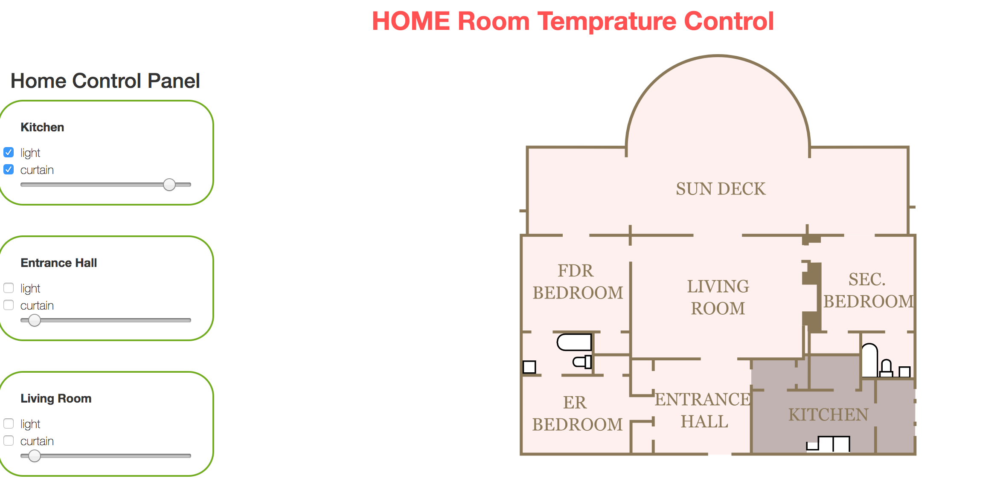 HOME Room Temprature Control
Home Control Panel
Kitchen
light
curtain
Entrance Hall
light
curtain
Living Room
light
curtain
SUN DECK
FDR
BEDROOM
LIVING
ROOM
SEC.
BEDROOM
ER
BEDROOM
ENTRANCE
HALL
KITCHEN